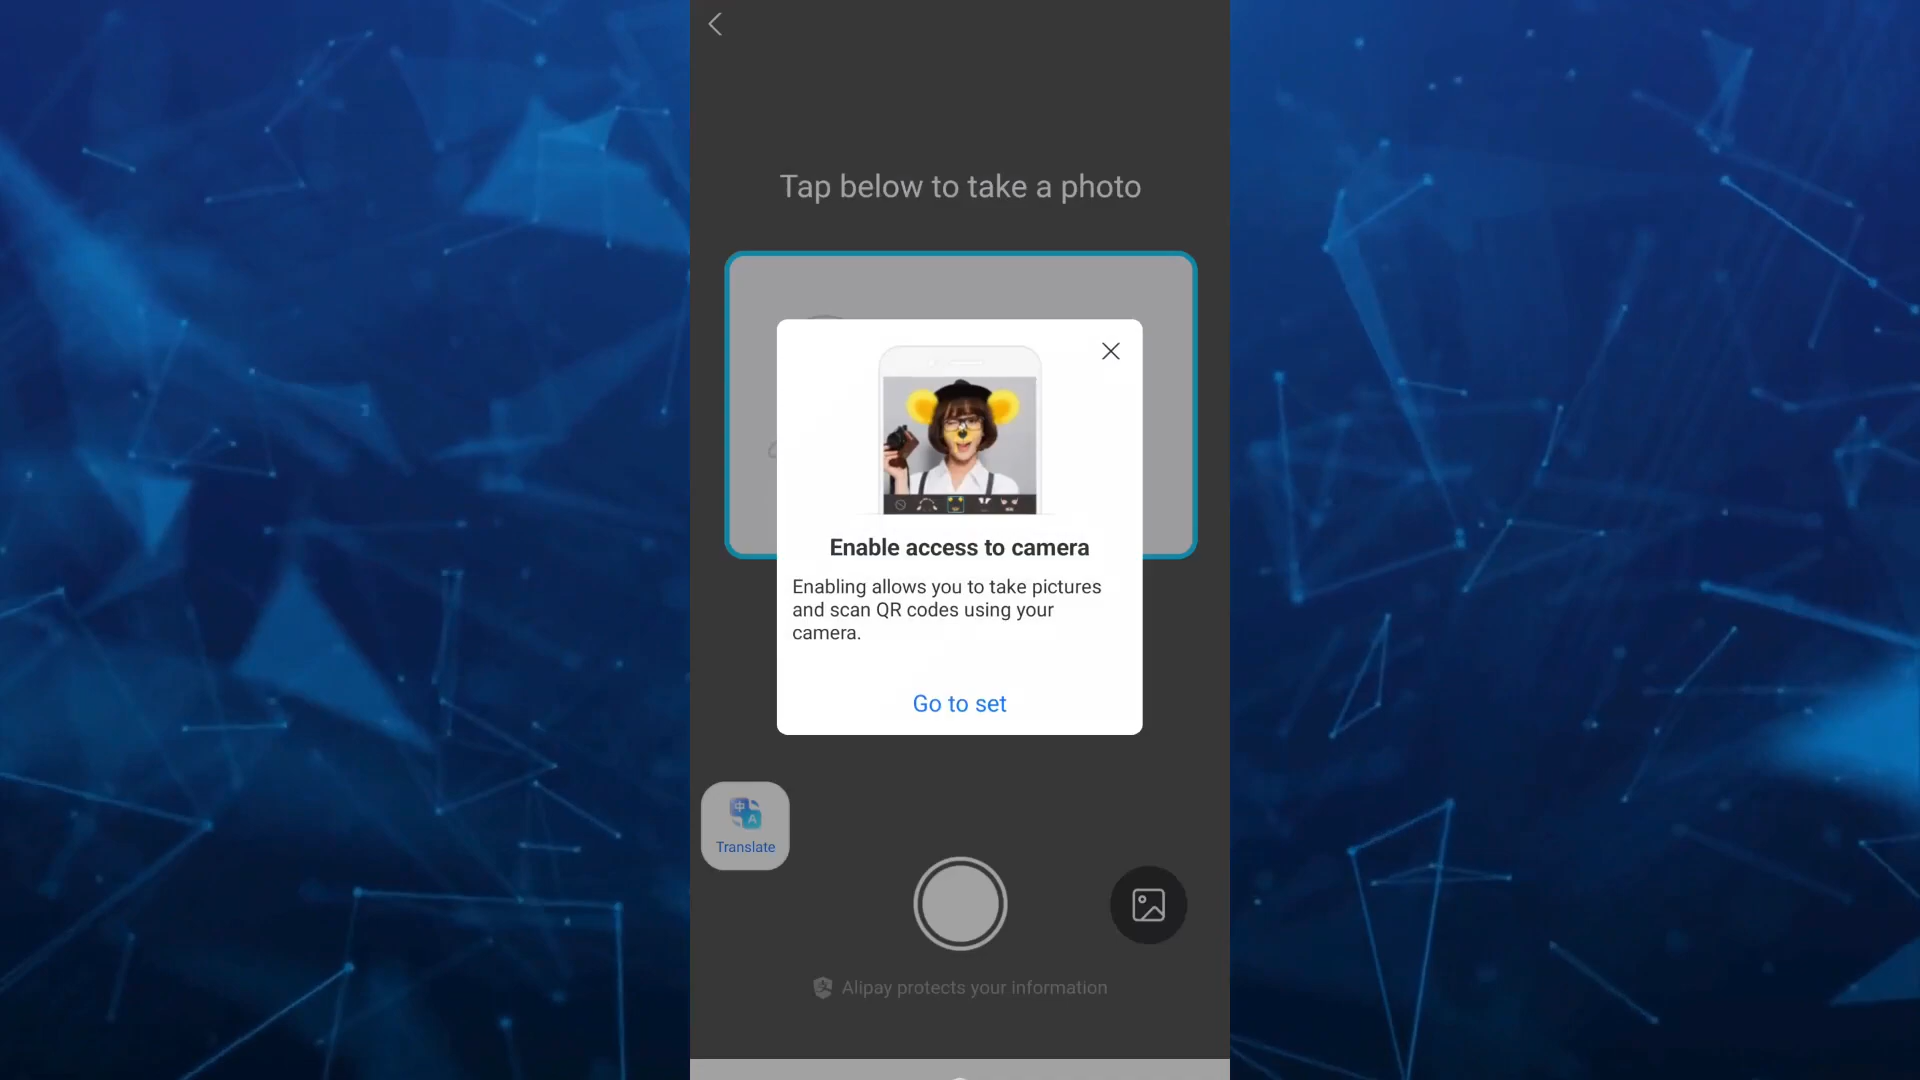 Tap below to take a photo
Enable access to camera
Enabling allows you to take pictures
and scan QR codes using your
camera.
Go to set
中
A
Translate
Alipay protects your information